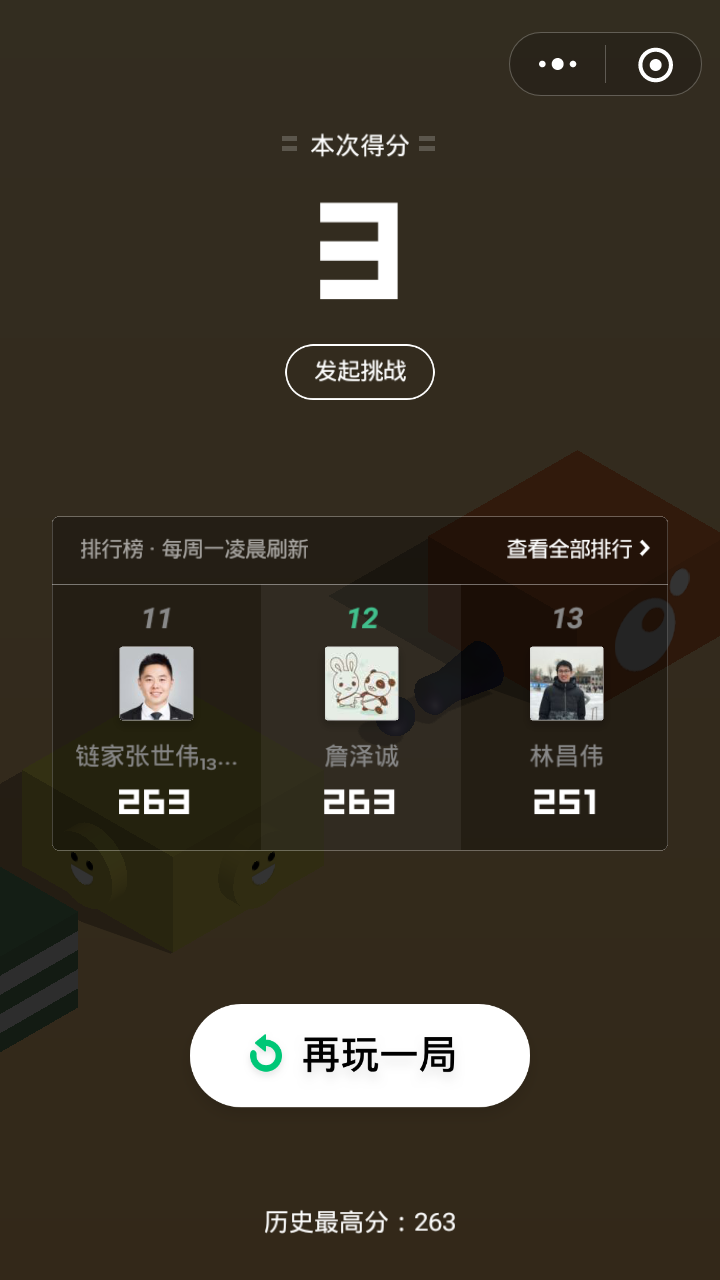 本次得分
3
发起挑战
排行榜 · 每周一凌晨刷新 查看全部排行
11 12 13
链家张世伟13... 詹泽诚 林昌伟
263 263 251
再玩一局
历史最高分：263